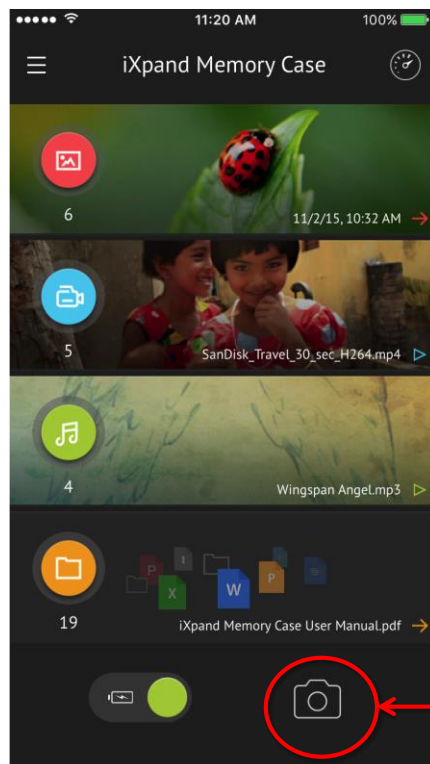 11:20 AM
100%
iXpand Memory Case
6
11/2/15, 10:32 AM
5
SanDisk_Travel_30_sec_H264.mp4
4
Wingspan Angel.mp3
P
X
W
P
19
iXpand Memory Case User Manual.pdf